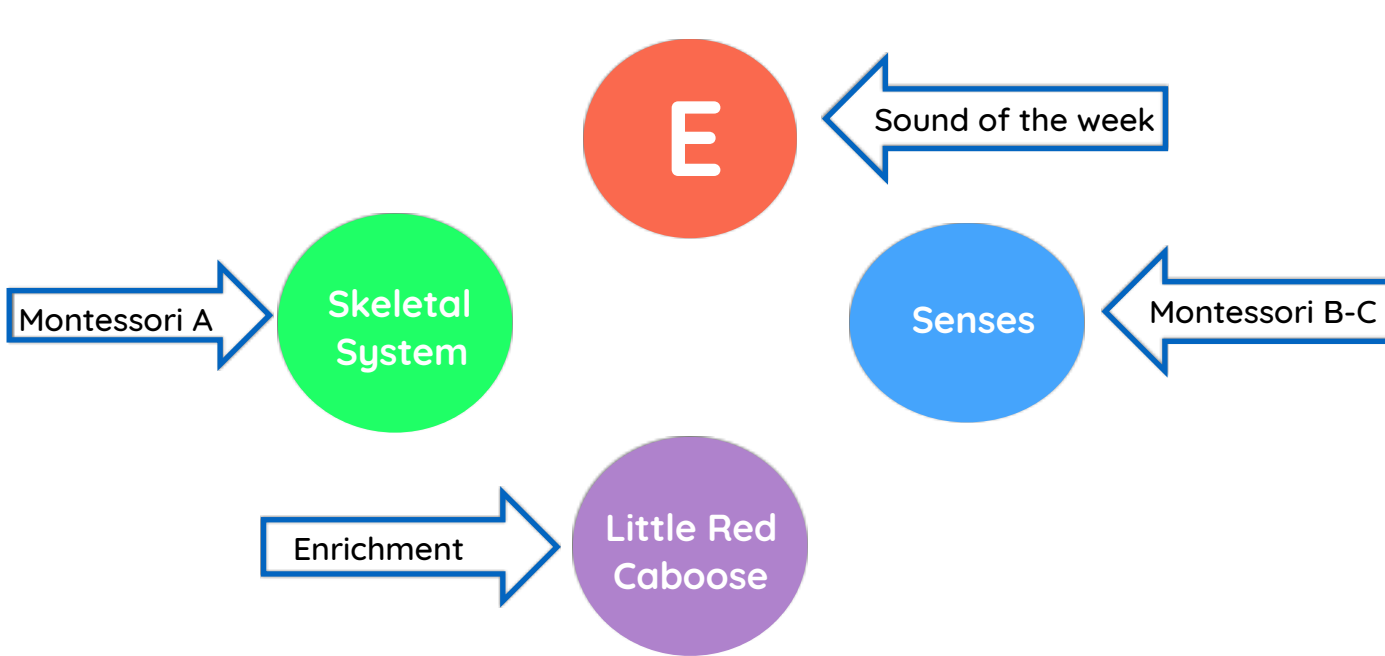 E
Sound of the week
Skeletal
System
Montessori A
Senses
Montessori B-C
Little Red
Caboose
Enrichment